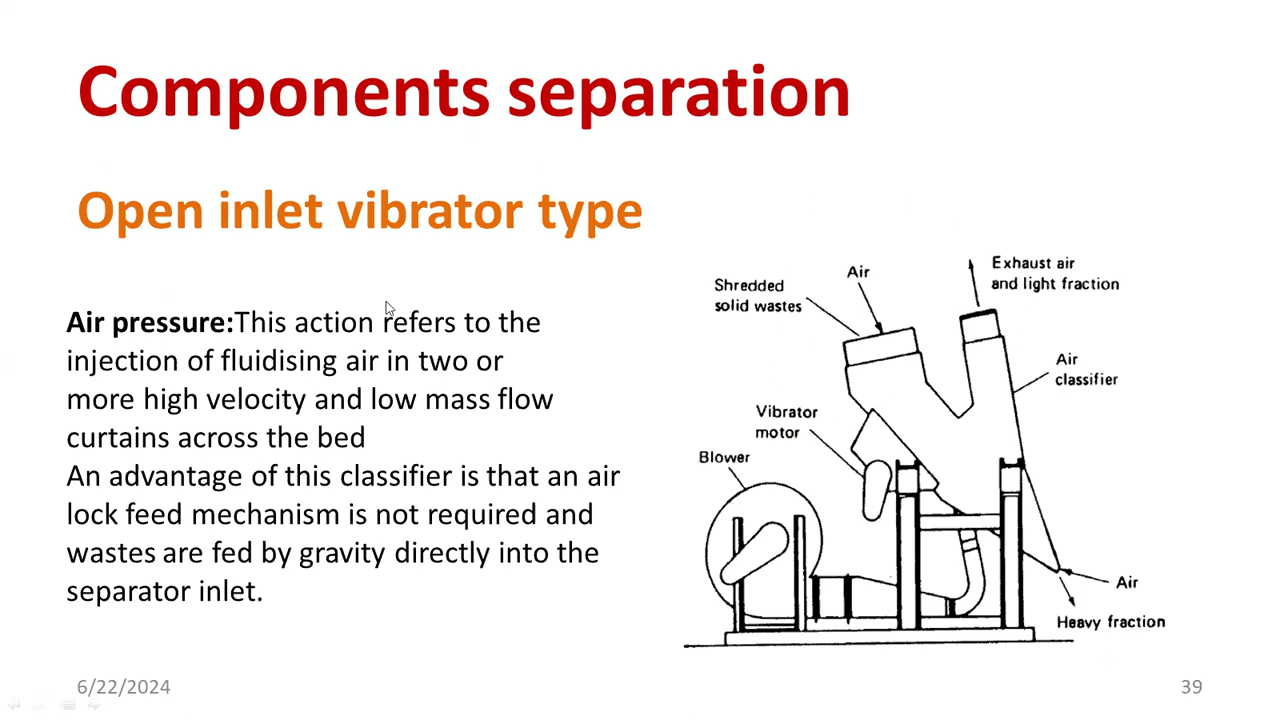 Components separation
Open inlet vibrator type
Air pressure:This action refers to the
injection of fluidising air in two or
more high velocity and low mass flow
curtains across the bed
An advantage of this classifier is that an air
lock feed mechanism is not required and
wastes are fed by gravity directly into the
separator inlet.
Shredded
solid wastes
Air
Exhaust air
and light fraction
Air
classifier
Vibrator
motor
Blower
Air
Heavy fraction
6/22/2024
39